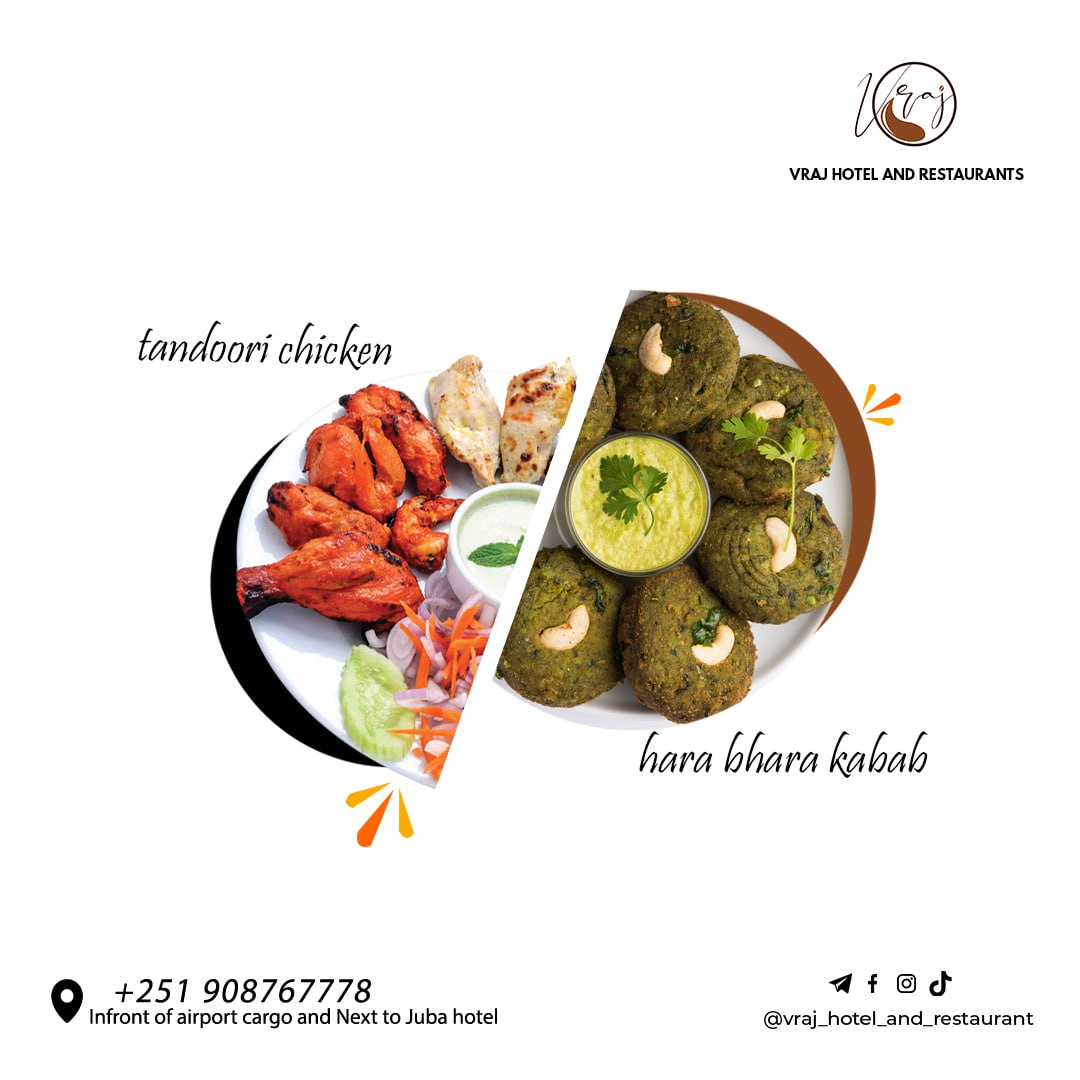 Vraj
VRAJ HOTEL AND RESTAURANTS
tandoori chicken
hara bhara kabab
+251 908767778
Infront of airport cargo and Next to Juba hotel
@vraj_hotel_and_restaurant